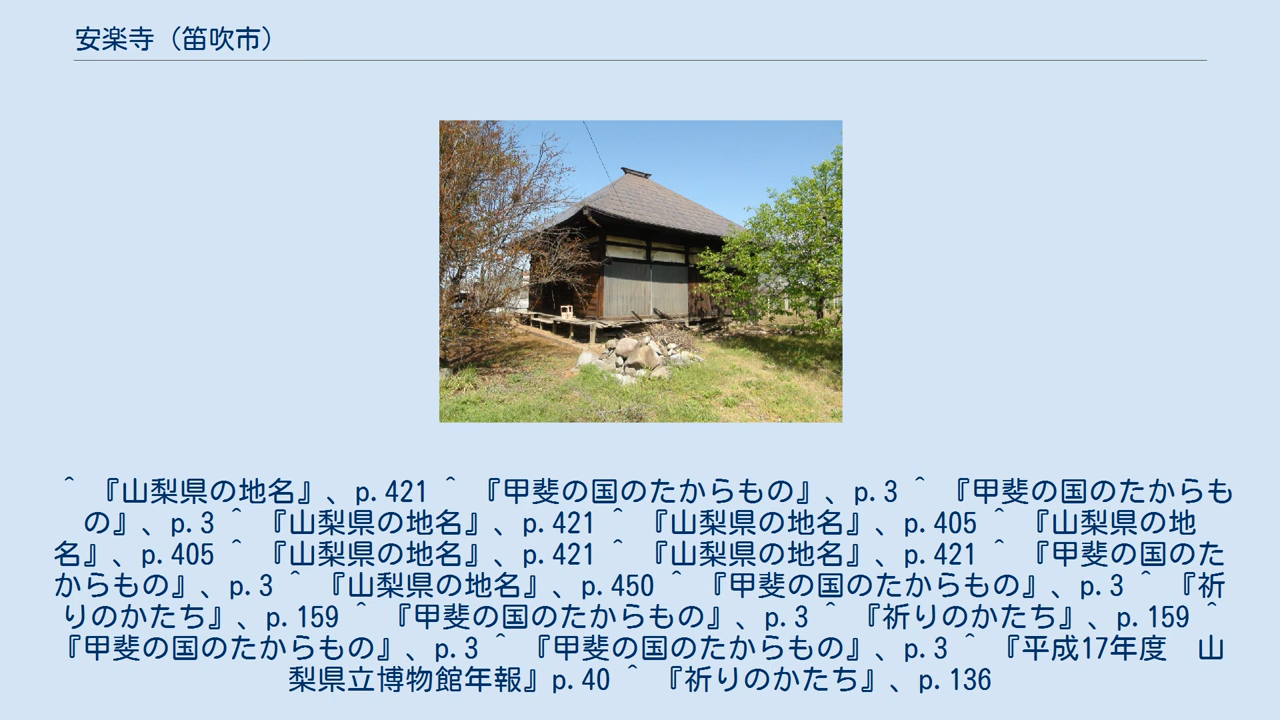 安楽寺（笛吹市）
^ 『山梨県の地名』、p.421 ^ 『甲斐の国のたからもの』、p.3 ^ 『甲斐の国のたからも
の』、p.3 ^ 『山梨県の地名』、p.421 ^ 『山梨県の地名』、p.405 ^ 『山梨県の地
名』、p.405 ^ 『山梨県の地名』、p.421 ^ 『山梨県の地名』、p.421 ^ 『甲斐の国のた
からもの』、p.3 ^ 『山梨県の地名』、p.450 ^ 『甲斐の国のたからもの』、p.3 ^ 『祈
りのかたち』、p.159 ^ 『甲斐の国のたからもの』、p.3 ^ 『祈りのかたち』、p.159 ^
『甲斐の国のたからもの』、p.3 ^ 『甲斐の国のたからもの』、p.3 ^ 『平成17年度　山
梨県立博物館年報』p.40 ^ 『祈りのかたち』、p.136